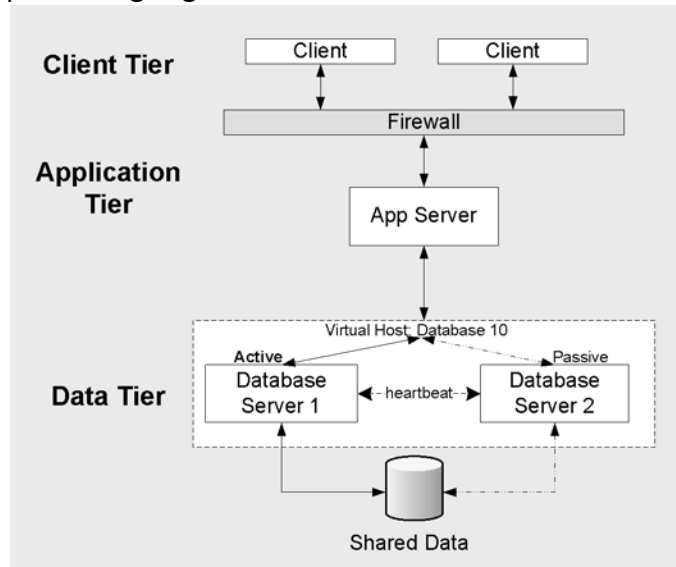 Client Tier
Client
Client
Firewall
Application
Tier
App Server
Virtual Host: Database 10
Active
Passive
Data Tier
Database
Server 1
heartbeat
Database
Server 2
Shared Data